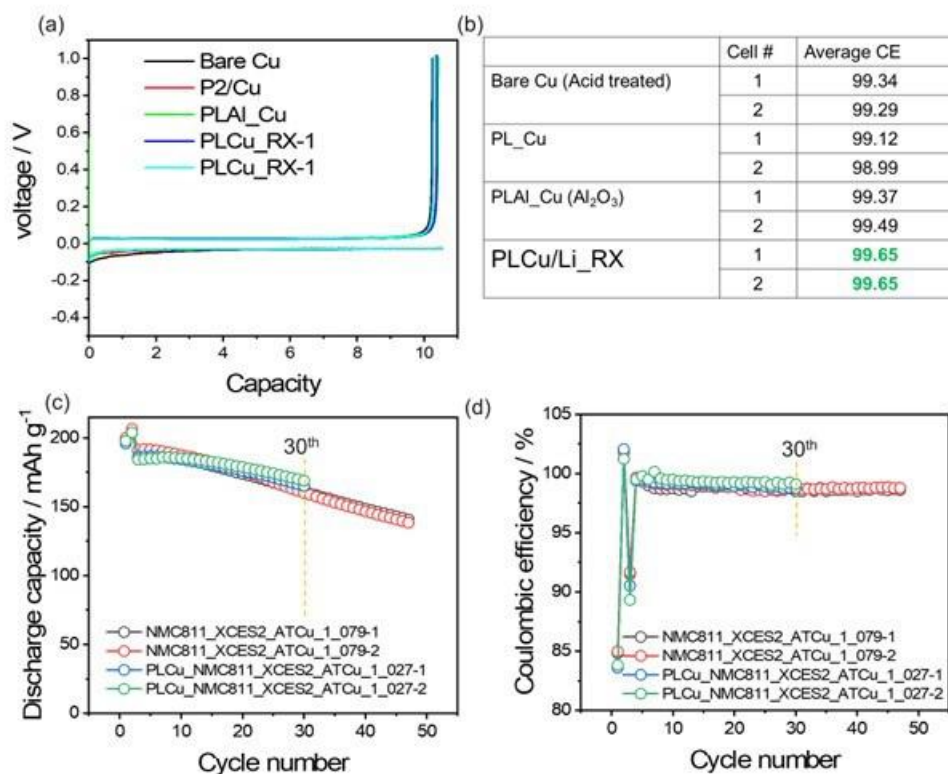 (a)
voltage / V
1.0
0.8
0.6
0.4
0.2
0.0
-0.2
-0.4
Bare Cu
P2/Cu
PLAl_Cu
PLCu_RX-1
PLCu_RX-1
0 2 4 6 8 10
Capacity
(b)
Cell # Average CE
Bare Cu (Acid treated) 1 99.34
2 99.29
PL_Cu 1 99.12
2 98.99
PLAl_Cu (Al₂O₃) 1 99.37
2 99.49
PLCu/Li_RX 1 99.65
2 99.65
(c)
Discharge capacity / mAh g⁻¹
200
150
100
50
0
30th
NMC811_XCES2_ATCu_1_079-1
NMC811_XCES2_ATCu_1_079-2
PLCu_NMC811_XCES2_ATCu_1_027-1
PLCu_NMC811_XCES2_ATCu_1_027-2
0 10 20 30 40 50
Cycle number
(d)
Coulombic efficiency / %
105
100
95
90
85
80
30th
NMC811_XCES2_ATCu_1_079-1
NMC811_XCES2_ATCu_1_079-2
PLCu_NMC811_XCES2_ATCu_1_027-1
PLCu_NMC811_XCES2_ATCu_1_027-2
0 10 20 30 40 50
Cycle number